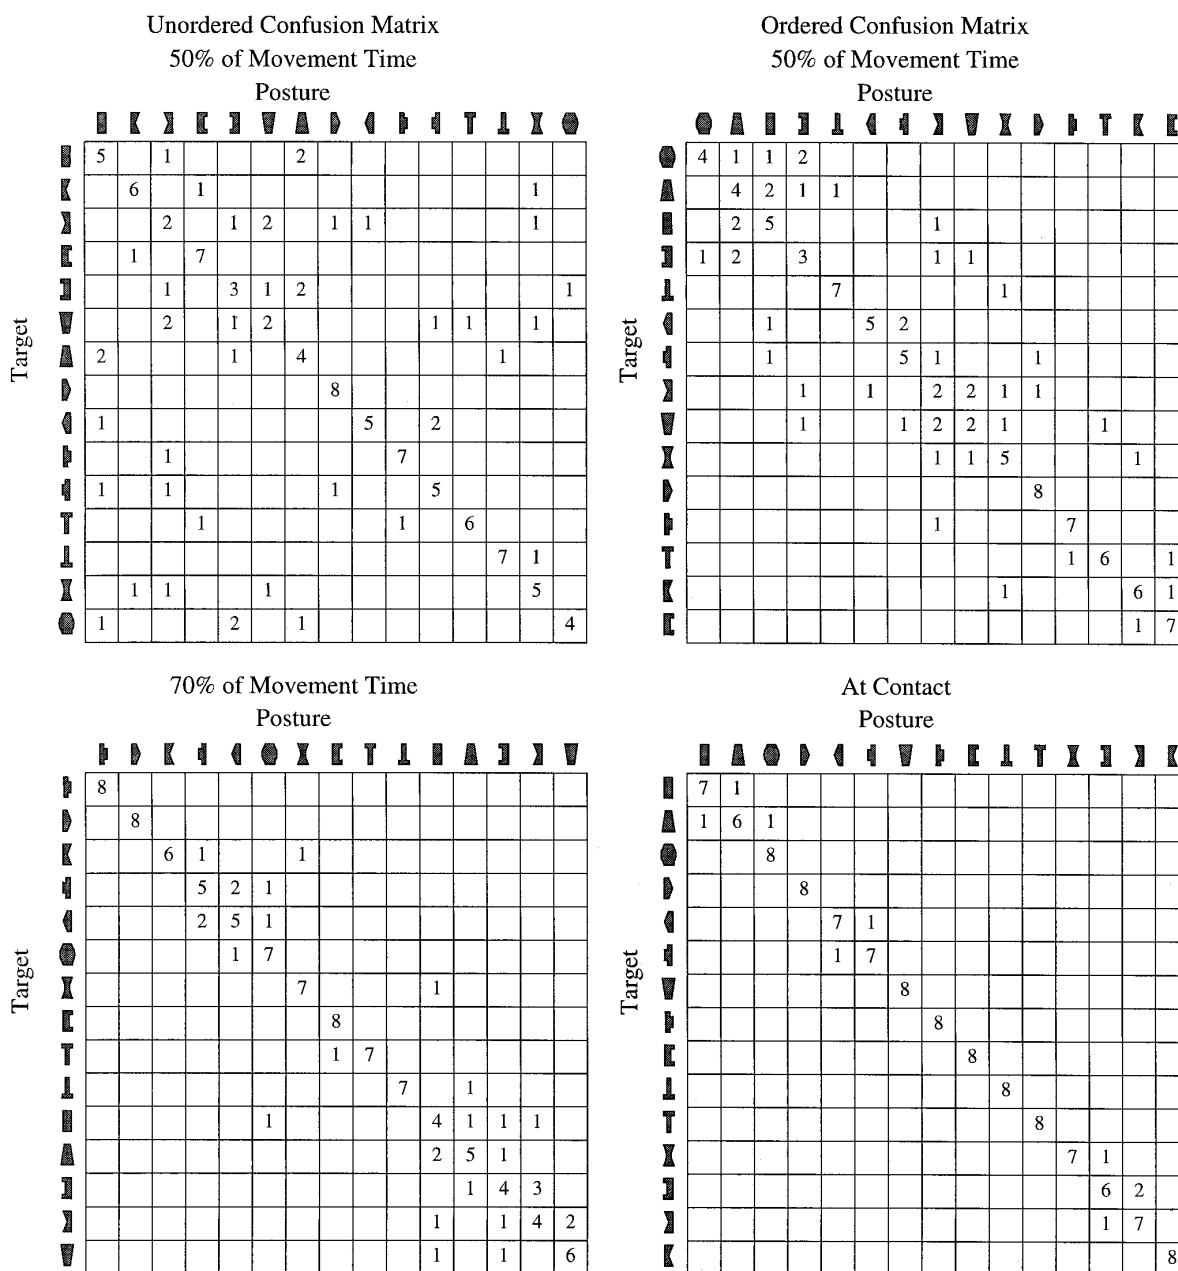 Unordered Confusion Matrix
50% of Movement Time
Posture
Target
5 1 2
6 1 1
2 1 2 1 1 1
1 7
1 3 1 2 1
2 1 2 1 1 1
2 1 4 1
8
1 5 2
1 7
1 1 1 5
1 1 6
7 1
1 1 1 5
1 2 1 4
Ordered Confusion Matrix
50% of Movement Time
Posture
Target
4 1 1 2
4 2 1 1
2 5 1
1 2 3 1 1
7 1
1 5 2
1 5 1 1
1 1 2 2 1 1
1 1 2 2 1 1
1 1 5 1
8
1 7
1 6 1
1 6 1
1 7
70% of Movement Time
Posture
Target
8
8
6 1 1
5 2 1
2 5 1
1 7
7 1
8
1 7
7 1
1 4 1 1 1
2 5 1
1 4 3
1 1 4 2
1 1 6
At Contact
Posture
Target
7 1
1 6 1
8
8
7 1
1 7
8
8
8
8
8
7 1
6 2
1 7
8